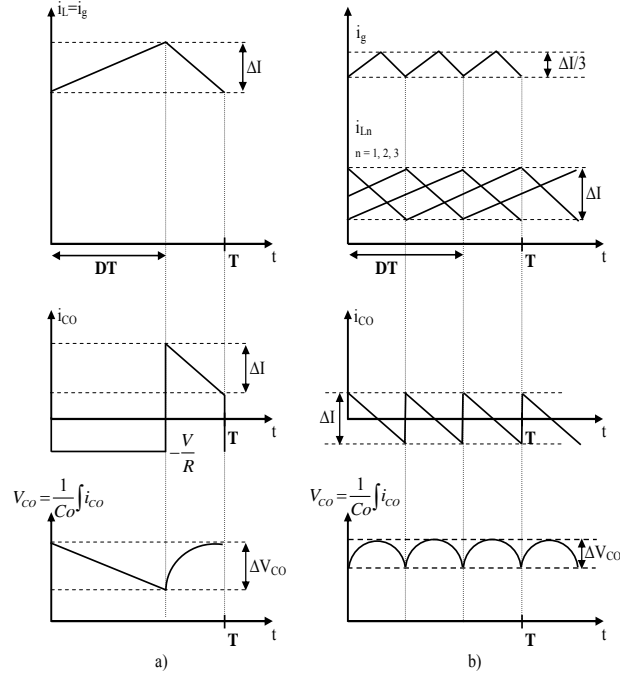 i_L=i_g
ΔI
DT
T
t
i_CO
ΔI
T
t
-V/R
V_CO = 1/Co ∫ i_CO
ΔV_CO
T
t
a)
i_g
ΔI/3
i_Ln
n = 1, 2, 3
ΔI
DT
T
t
i_CO
ΔI
T
t
V_CO = 1/Co ∫ i_CO
ΔV_CO
T
t
b)